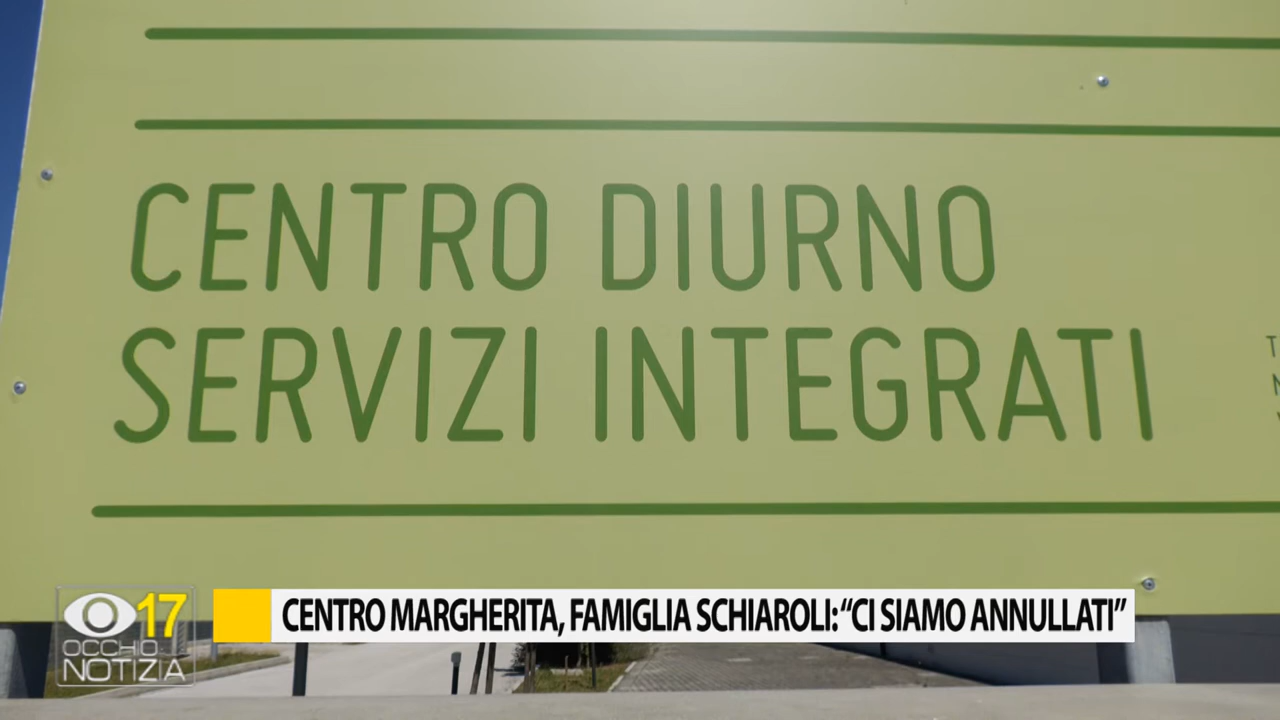 CENTRO DIURNO
SERVIZI INTEGRATI
17
OCCHIO
NOTIZIA
CENTRO MARGHERITA, FAMIGLIA SCHIAROLI: “CI SIAMO ANNULLATI”